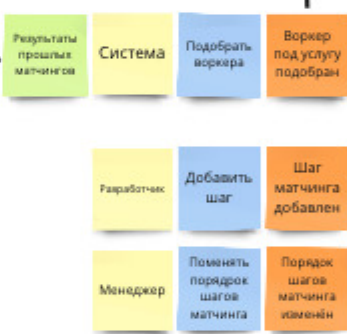 Результаты
прошлых
матчингов
Система
Подобрать
воркера
Воркер
под услугу
подобран
Разработчик
Добавить
шаг
Шаг
матчинга
добавлен
Менеджер
Поменять
порядрок
шагов
матчинга
Порядок
шагов
матчинга
изменён